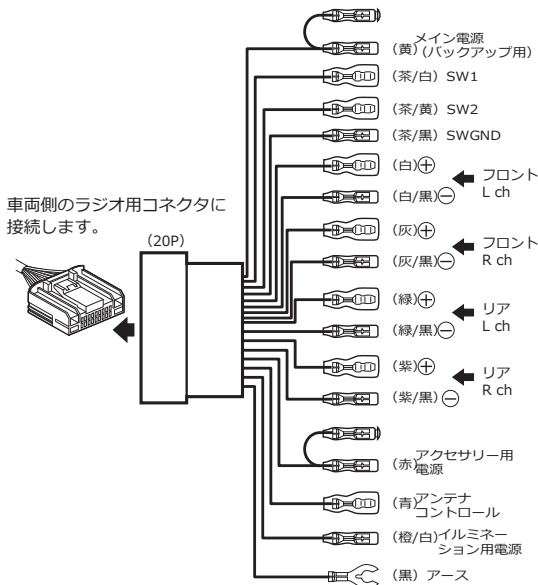 (黄)メイン電源
(バックアップ用)
(茶/白) SW1
(茶/黄) SW2
(茶/黒) SWGND
(白)⊕
フロント
L ch
(白/黒)⊖
車両側のラジオ用コネクタに
接続します。
(20P)
(灰)⊕
フロント
R ch
(灰/黒)⊖
(緑)⊕
リア
L ch
(緑/黒)⊖
(紫)⊕
リア
R ch
(紫/黒)⊖
(赤)アクセサリー用
電源
(青)アンテナ
コントロール
(橙/白)イルミネー
ション用電源
(黒) アース